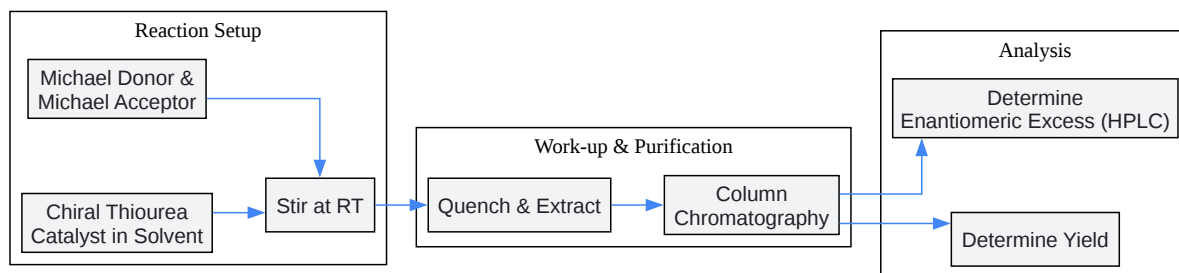 Reaction Setup
Michael Donor &
Michael Acceptor
Chiral Thiourea
Catalyst in Solvent
Stir at RT
Work-up & Purification
Quench & Extract
Column
Chromatography
Analysis
Determine
Enantiomeric Excess (HPLC)
Determine Yield